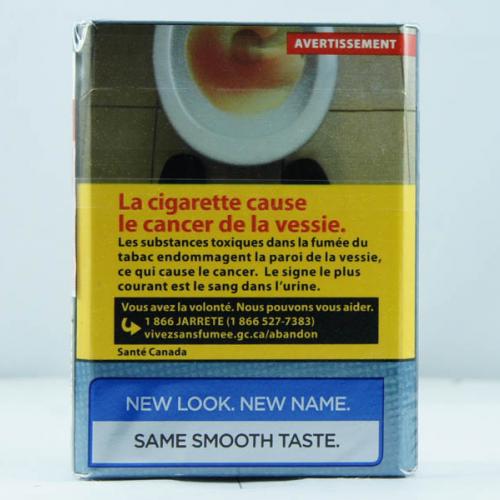 AVERTISSEMENT
La cigarette cause
le cancer de la vessie.
Les substances toxiques dans la fumée du
tabac endommagent la paroi de la vessie,
ce qui cause le cancer. Le signe le plus
courant est le sang dans l'urine.
Vous avez la volonté. Nous pouvons vous aider.
1 866 JARRETE (1 866 527-7383)
vivezsansfumee.gc.ca/abandon
Santé Canada
NEW LOOK. NEW NAME.
SAME SMOOTH TASTE.